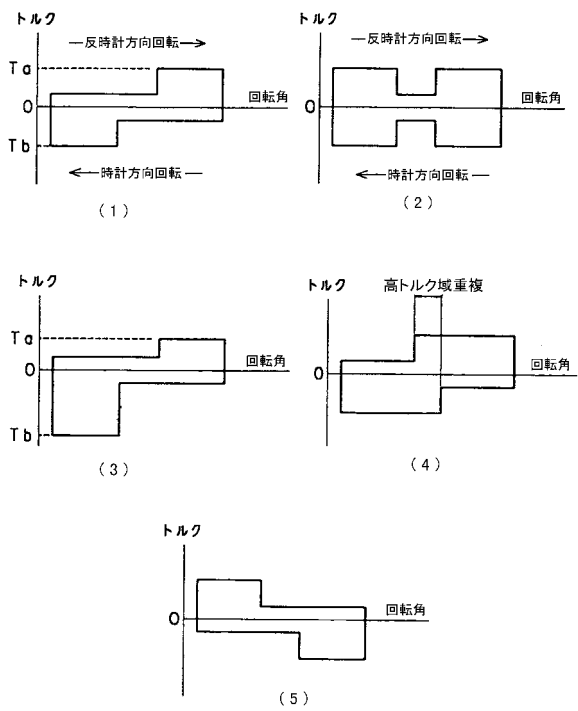 トルク
―反時計方向回転→
Ta
回転角
0
Tb
←時計方向回転―
(1)
トルク
―反時計方向回転→
回転角
0
←時計方向回転―
(2)
トルク
Ta
回転角
0
Tb
(3)
トルク
高トルク域重複
回転角
0
(4)
トルク
回転角
0
(5)